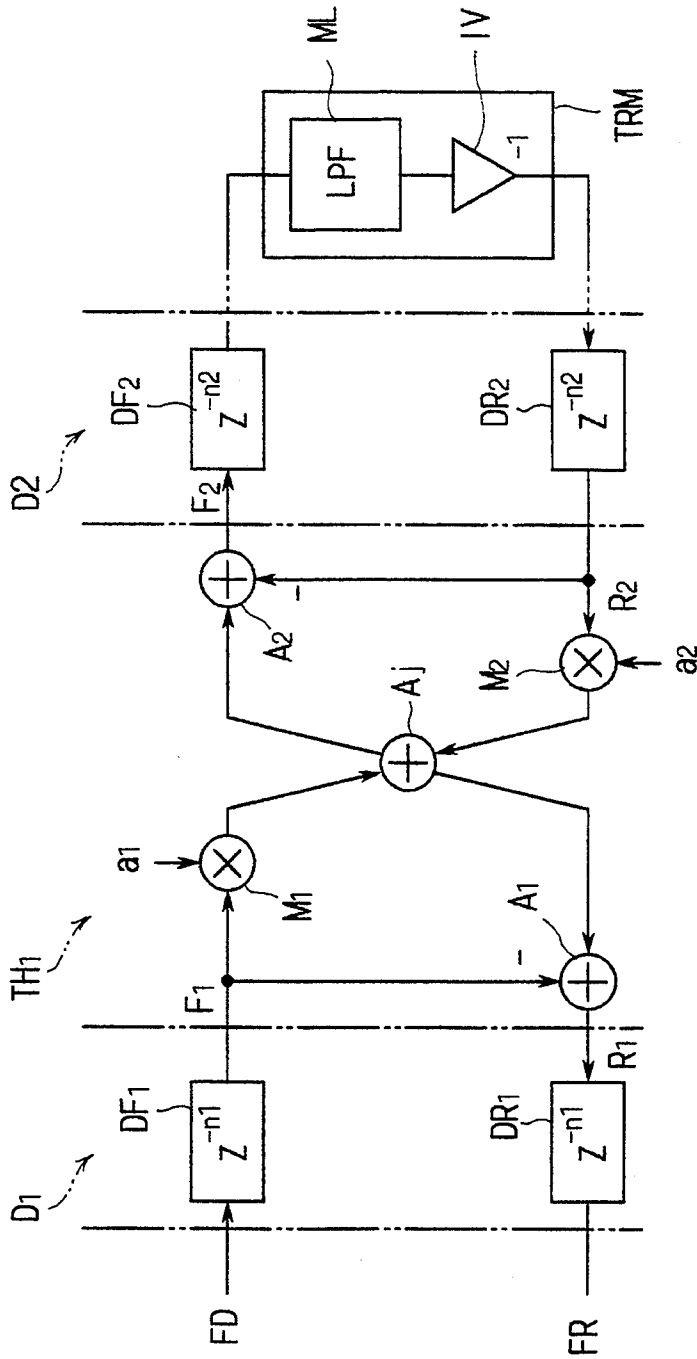 D1
TH1
D2
FD
DF1
Z-n1
F1
a1
M1
Aj
A2
F2
DF2
Z-n2
ML
LPF
IV
-1
TRM
FR
DR1
Z-n1
R1
A1
-
M2
a2
R2
-
DR2
Z-n2